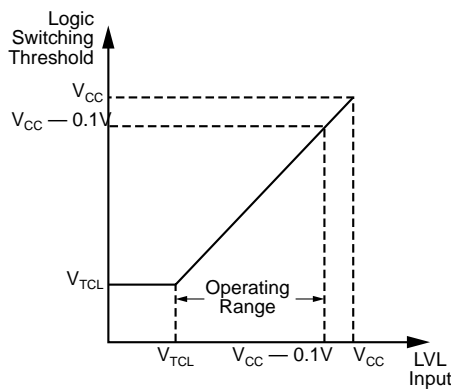 Logic
Switching
Threshold
VCC
VCC — 0.1V
VTCL
Operating
Range
VTCL
VCC — 0.1V
VCC
LVL
Input